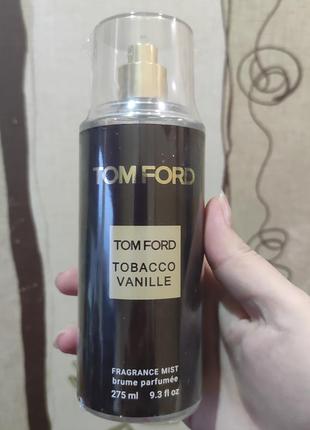 TOM FORD
TOM FORD
TOBACCO
VANILLE
FRAGRANCE MIST
brume parfumée
275 ml 9.3 fl oz